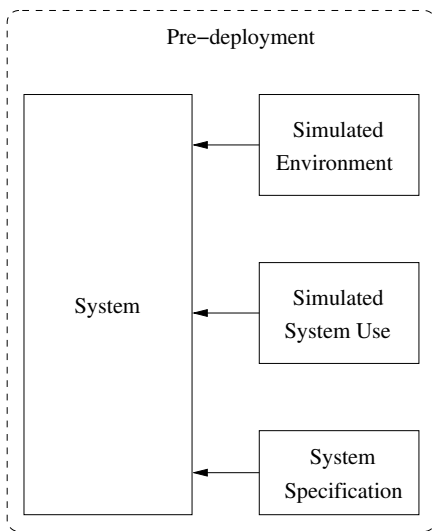 Pre−deployment
Simulated
Environment
System
Simulated
System Use
System
Specification